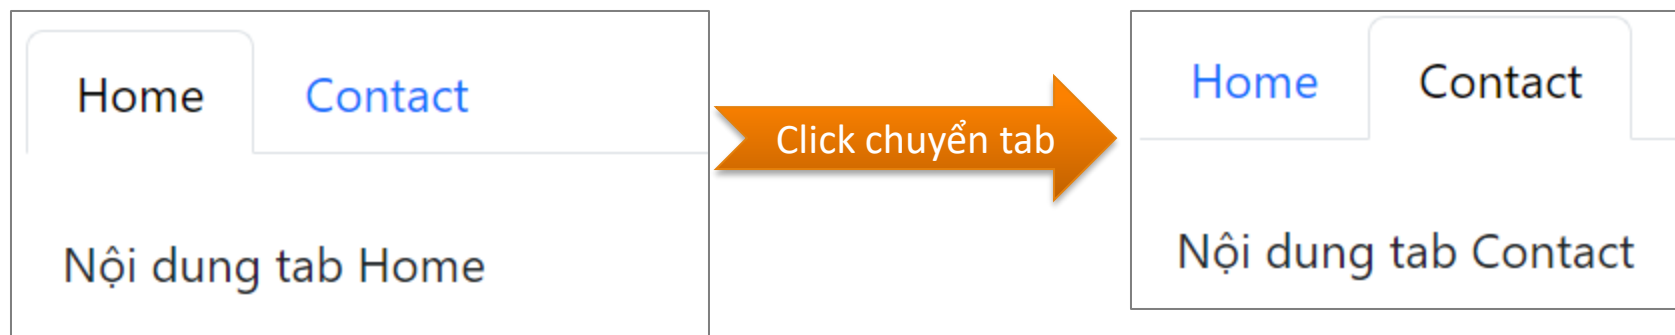 Home Contact
Nội dung tab Home
Click chuyển tab
Home Contact
Nội dung tab Contact